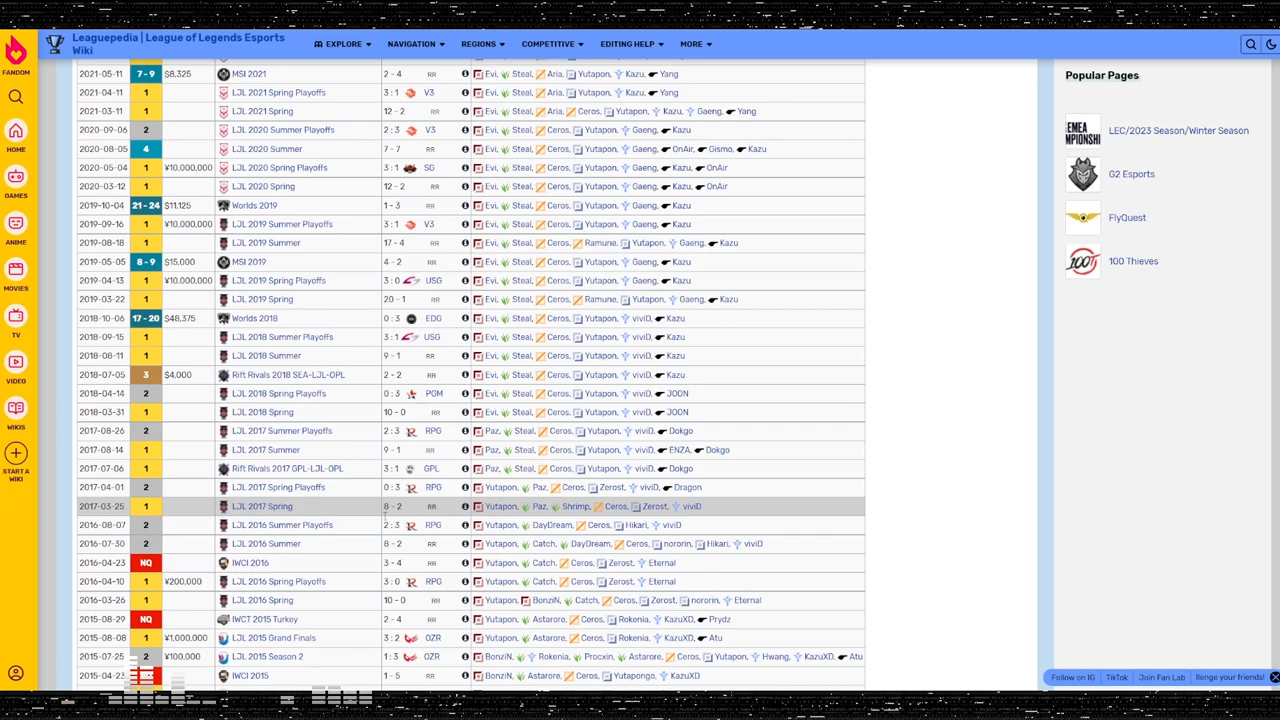 Leaguepedia | League of Legends Esports Wiki
EXPLORE NAVIGATION REGIONS COMPETITIVE EDITING HELP MORE
FANDOM
HOME
GAMES
ANIME
MOVIES
TV
VIDEO
WIKIS
START A WIKI
2021-05-11 7 - 9 $8,325 MSI 2021 2 - 4 RR Evi, Steal, Aria, Yutapon, Kazu, Yang
2021-04-11 1 LJL 2021 Spring Playoffs 3 : 1 V3 Evi, Steal, Aria, Yutapon, Kazu, Yang
2021-03-11 1 LJL 2021 Spring 12 - 2 RR Evi, Steal, Aria, Ceros, Yutapon, Kazu, Gaeng, Yang
2020-09-06 2 LJL 2020 Summer Playoffs 2 : 3 V3 Evi, Steal, Ceros, Yutapon, Gaeng, Kazu
2020-08-05 4 LJL 2020 Summer 7 - 7 RR Evi, Steal, Ceros, Yutapon, Gaeng, OnAir, Gismo, Kazu
2020-05-04 1 ¥10,000,000 LJL 2020 Spring Playoffs 3 : 1 SG Evi, Steal, Ceros, Yutapon, Gaeng, Kazu, OnAir
2020-03-12 1 LJL 2020 Spring 12 - 2 RR Evi, Steal, Ceros, Yutapon, Gaeng, Kazu, OnAir
2019-10-04 21 - 24 $11,125 Worlds 2019 1 - 3 RR Evi, Steal, Ceros, Yutapon, Gaeng, Kazu
2019-09-16 1 ¥10,000,000 LJL 2019 Summer Playoffs 3 : 1 V3 Evi, Steal, Ceros, Yutapon, Gaeng, Kazu
2019-08-18 1 LJL 2019 Summer 17 - 4 RR Evi, Steal, Ceros, Ramune, Yutapon, Gaeng, Kazu
2019-05-05 8 - 9 $15,000 MSI 2019 4 - 2 RR Evi, Steal, Ceros, Yutapon, Gaeng, Kazu
2019-04-13 1 ¥10,000,000 LJL 2019 Spring Playoffs 3 : 0 USG Evi, Steal, Ceros, Yutapon, Gaeng, Kazu
2019-03-22 1 LJL 2019 Spring 20 - 1 RR Evi, Steal, Ceros, Ramune, Yutapon, Gaeng, Kazu
2018-10-06 17 - 20 $48,375 Worlds 2018 0 : 3 EDG Evi, Steal, Ceros, Yutapon, viviD, Kazu
2018-09-15 1 LJL 2018 Summer Playoffs 3 : 1 USG Evi, Steal, Ceros, Yutapon, viviD, Kazu
2018-08-11 1 LJL 2018 Summer 9 - 1 RR Evi, Steal, Ceros, Yutapon, viviD, Kazu
2018-07-05 3 $4,000 Rift Rivals 2018 SEA-LJL-OPL 2 - 2 RR Evi, Steal, Ceros, Yutapon, viviD, Kazu
2018-04-14 2 LJL 2018 Spring Playoffs 0 : 3 PGM Evi, Steal, Ceros, Yutapon, viviD, JOON
2018-03-31 1 LJL 2018 Spring 10 - 0 RR Evi, Steal, Ceros, Yutapon, viviD, JOON
2017-08-26 2 LJL 2017 Summer Playoffs 2 : 3 RPG Paz, Steal, Ceros, Yutapon, viviD, Dokgo
2017-08-14 1 LJL 2017 Summer 9 - 1 RR Paz, Steal, Ceros, Yutapon, viviD, ENZA, Dokgo
2017-07-06 1 Rift Rivals 2017 GPL-LJL-OPL 3 : 1 GPL Paz, Steal, Ceros, Yutapon, viviD, Dokgo
2017-04-01 2 LJL 2017 Spring Playoffs 0 : 3 RPG Yutapon, Paz, Ceros, Zerost, viviD, Dragon
2017-03-25 1 LJL 2017 Spring 8 - 2 RR Yutapon, Paz, Shrimp, Ceros, Zerost, viviD
2016-08-07 2 LJL 2016 Summer Playoffs 2 : 3 RPG Yutapon, DayDream, Ceros, Hikari, viviD
2016-07-30 2 LJL 2016 Summer 8 - 2 RR Yutapon, Catch, DayDream, Ceros, nororin, Hikari, viviD
2016-04-23 NQ IWCI 2016 3 - 4 RR Yutapon, Catch, Ceros, Zerost, Eternal
2016-04-10 1 ¥200,000 LJL 2016 Spring Playoffs 3 : 0 RPG Yutapon, Catch, Ceros, Zerost, Eternal
2016-03-26 1 LJL 2016 Spring 10 - 0 RR Yutapon, BonziN, Catch, Ceros, Zerost, nororin, Eternal
2015-08-29 NQ IWCT 2015 Turkey 2 - 4 RR Yutapon, Astarore, Ceros, Rokenia, KazuXD, Prydz
2015-08-08 1 ¥1,000,000 LJL 2015 Grand Finals 3 : 2 OZR Yutapon, Astarore, Ceros, Rokenia, KazuXD, Atu
2015-07-25 2 ¥100,000 LJL 2015 Season 2 1 : 3 OZR BonziN, Rokenia, Procxin, Astarore, Ceros, Yutapon, Hwang, KazuXD, Atu
2015-04-23 IWCI 2015 1 - 5 RR BonziN, Astarore, Ceros, Yutapongo, KazuXD
Popular Pages
LEC/2023 Season/Winter Season
G2 Esports
FlyQuest
100 Thieves
Follow on IG TikTok Join Fan Lab llenge your friends!